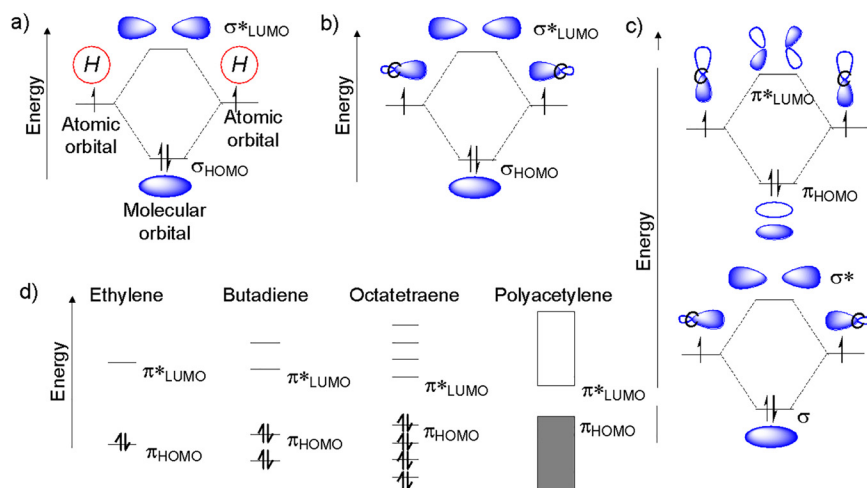 a)
σ*LUMO
H
H
Energy
Atomic
orbital
Atomic
orbital
σHOMO
Molecular
orbital
b)
σ*LUMO
C
C
Energy
σHOMO
c)
C
C
π*LUMO
πHOMO
Energy
σ*
C
C
σ
d)
Ethylene
Butadiene
Octatetraene
Polyacetylene
Energy
π*LUMO
π*LUMO
π*LUMO
π*LUMO
πHOMO
πHOMO
πHOMO
πHOMO